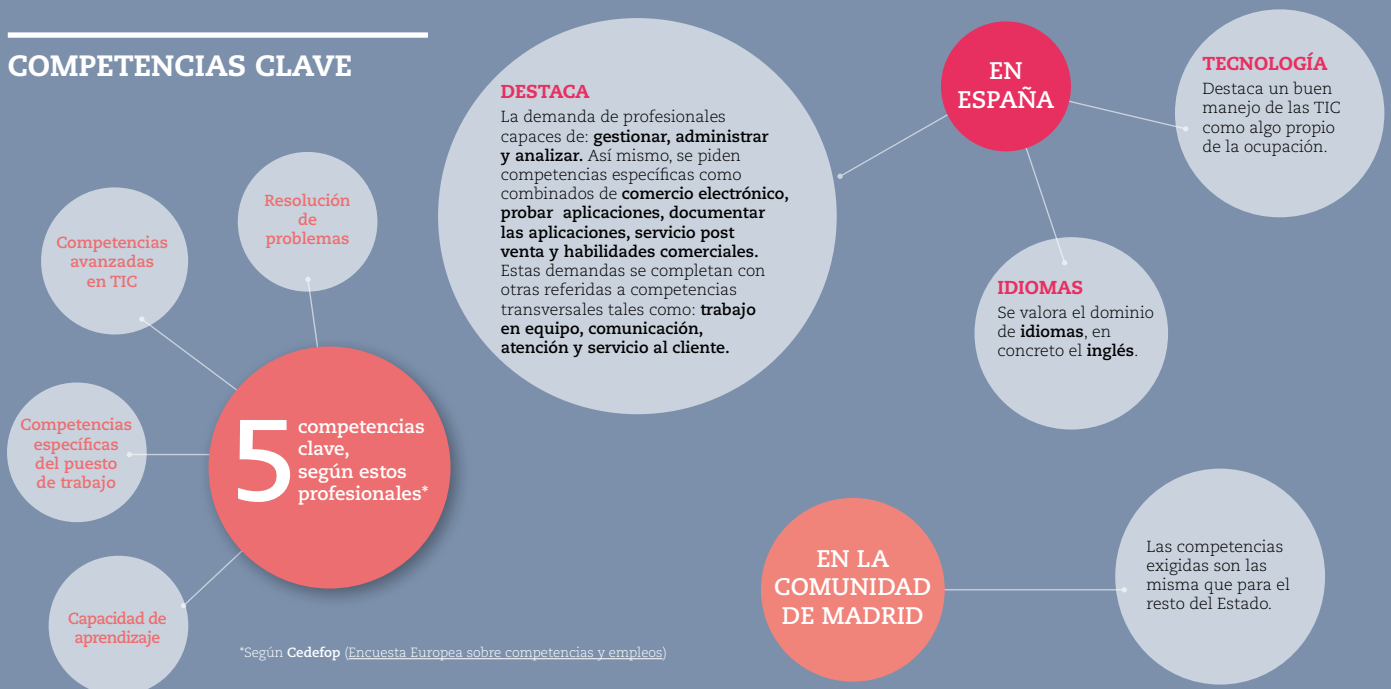 COMPETENCIAS CLAVE
Resolución
de
problemas
Competencias
avanzadas
en TIC
Competencias
específicas
del puesto
de trabajo
Capacidad de
aprendizaje
5
competencias
clave,
según estos
profesionales*
*Según Cedefop (Encuesta Europea sobre competencias y empleos)
DESTACA
La demanda de profesionales
capaces de: gestionar, administrar
y analizar. Así mismo, se piden
competencias específicas como
combinados de comercio electrónico,
probar aplicaciones, documentar
las aplicaciones, servicio post
venta y habilidades comerciales.
Estas demandas se completan con
otras referidas a competencias
transversales tales como: trabajo
en equipo, comunicación,
atención y servicio al cliente.
EN
ESPAÑA
TECNOLOGÍA
Destaca un buen
manejo de las TIC
como algo propio
de la ocupación.
IDIOMAS
Se valora el dominio
de idiomas, en
concreto el inglés.
EN LA
COMUNIDAD
DE MADRID
Las competencias
exigidas son las
misma que para el
resto del Estado.